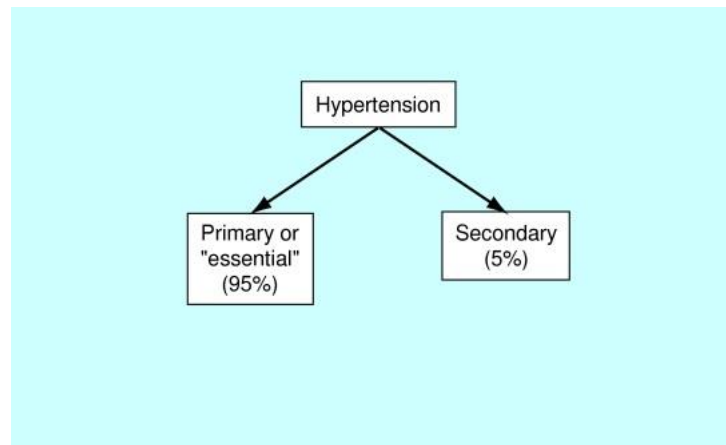 Hypertension
Primary or
"essential"
(95%)
Secondary
(5%)